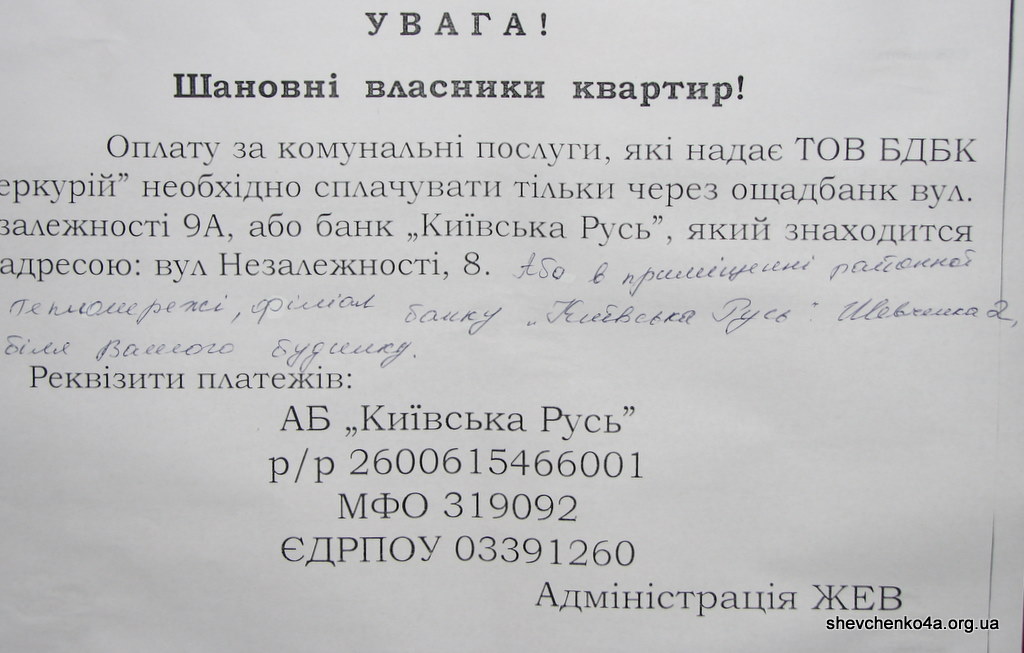 УВАГА!
Шановні власники квартир!
Оплату за комунальні послуги, які надає ТОВ БДБК
еркурій” необхідно сплачувати тільки через ощадбанк вул.
залежності 9А, або банк „Київська Русь”, який знаходится
адресою: вул Незалежності, 8. Або в приміщенні районної
тепломережі, філіал банку „Київська Русь” Шевченка 2,
біля Вашого будинку.
Реквізити платежів:
АБ „Київська Русь”
р/р 2600615466001
МФО 319092
ЄДРПОУ 03391260
Адміністрація ЖЕВ
shevchenko4a.org.ua